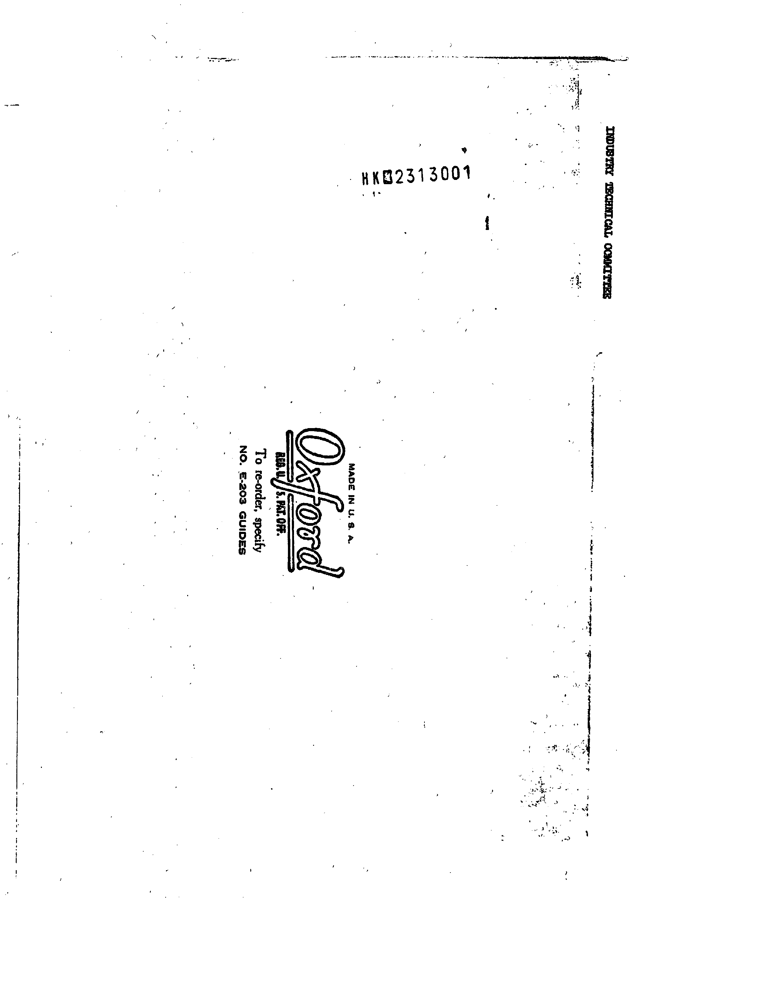 INDUSTRY TECHNICAL COMMITTEE
HK02313001
MADE IN U. S. A.
Oxford
REG. U. S. PAT. OFF.
To re-order, specify
NO. E-203 GUIDES